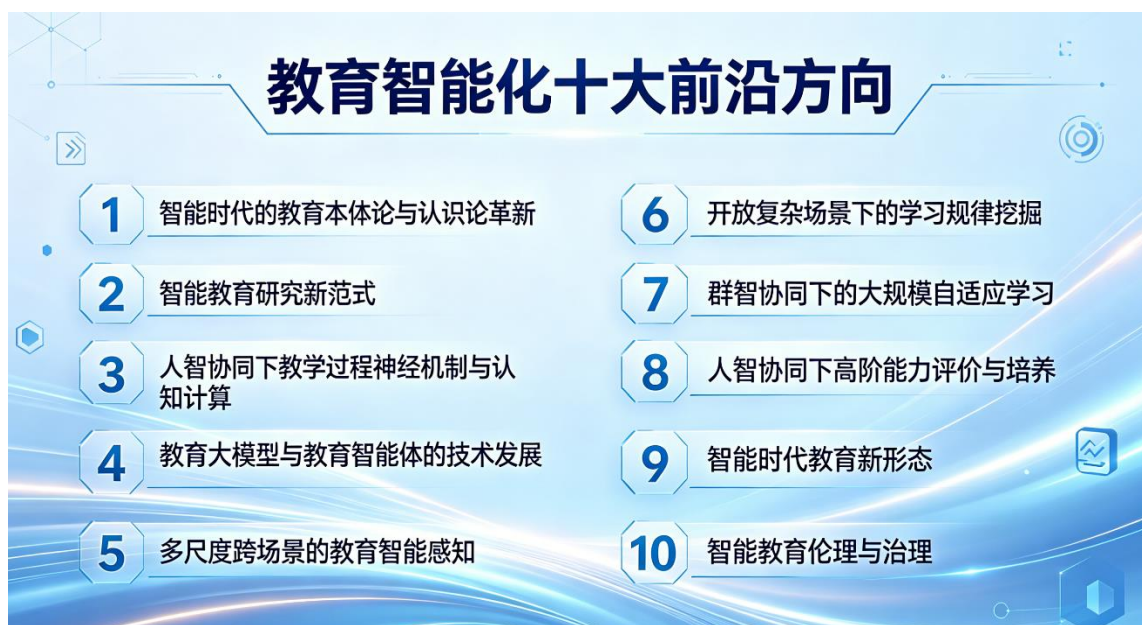 教育智能化十大前沿方向
1 智能时代的教育本体论与认识论革新
2 智能教育研究新范式
3 人智协同下教学过程神经机制与认
知计算
4 教育大模型与教育智能体的技术发展
5 多尺度跨场景的教育智能感知
6 开放复杂场景下的学习规律挖掘
7 群智协同下的大规模自适应学习
8 人智协同下高阶能力评价与培养
9 智能时代教育新形态
10 智能教育伦理与治理